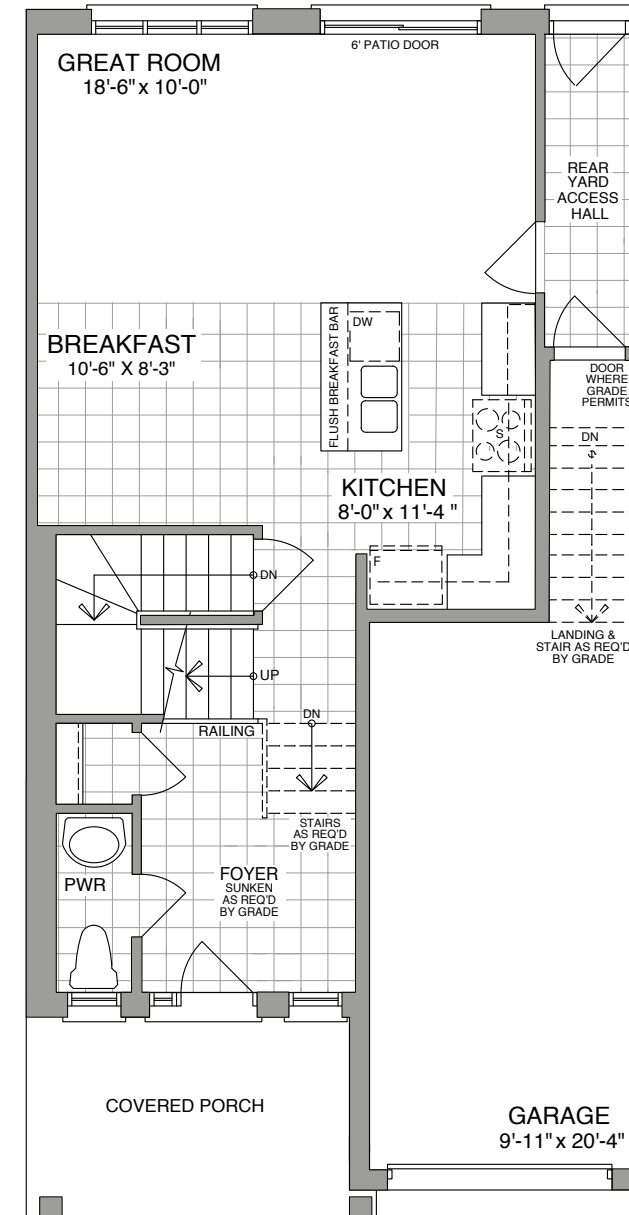 6' PATIO DOOR
GREAT ROOM
18'-6" x 10'-0"
REAR
YARD
ACCESS
HALL
BREAKFAST
10'-6" X 8'-3"
FLUSH BREAKFAST BAR
DW
DOOR
WHERE
GRADE
PERMITS
S
DN
KITCHEN
8'-0" x 11'-4 "
F
DN
LANDING &
STAIR AS REQ'D
BY GRADE
UP
DN
RAILING
STAIRS
AS REQ'D
BY GRADE
PWR
FOYER
SUNKEN
AS REQ'D
BY GRADE
COVERED PORCH
GARAGE
9'-11" x 20'-4"